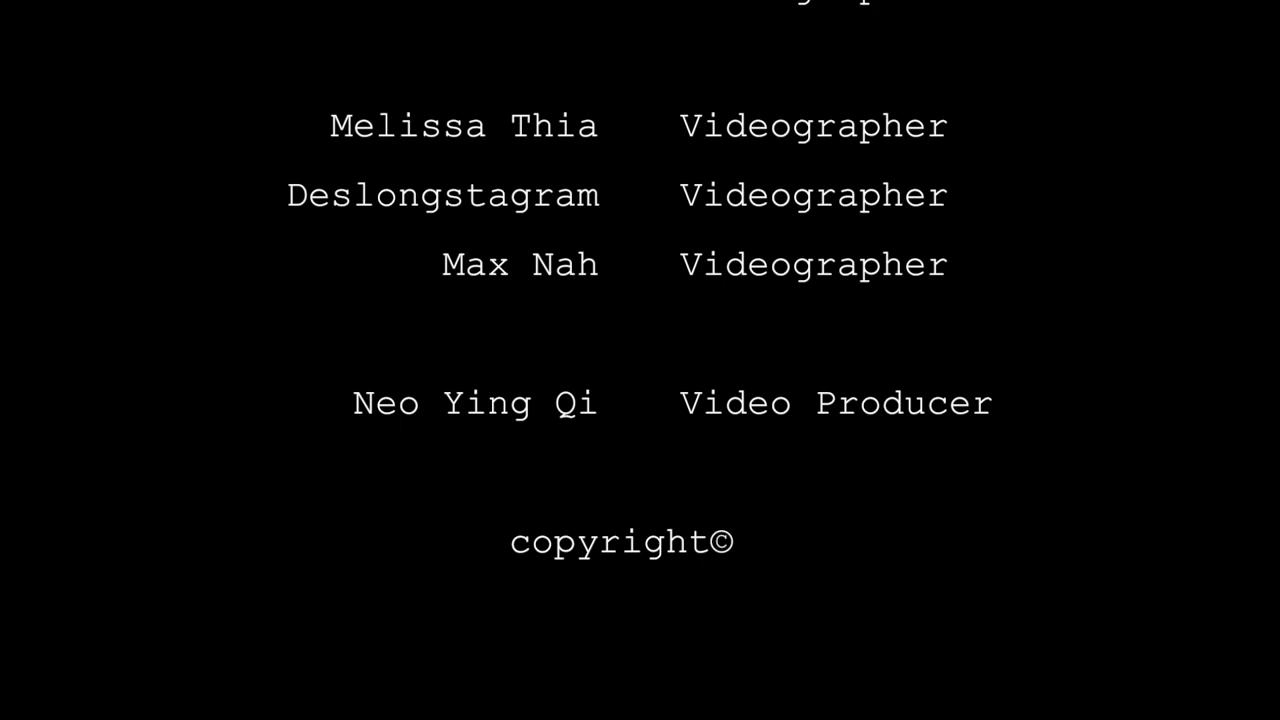 Melissa Thia Videographer
Deslongstagram Videographer
Max Nah Videographer
Neo Ying Qi Video Producer
copyright©